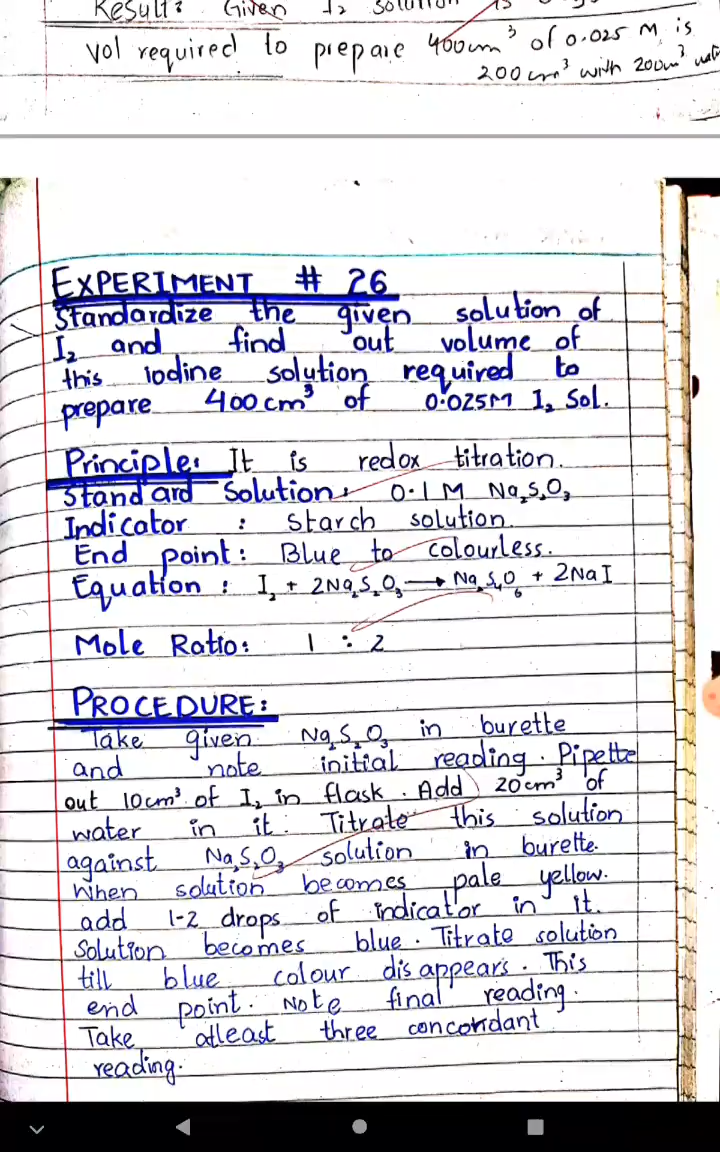 Result: Given I₂ solution is
vol required to prepare 400cm³ of 0.025 M is
200 cm³ with 200cm³
EXPERIMENT # 26
Standardize the given solution of
I₂ and find out volume of
this iodine solution required to
prepare 400 cm³ of 0.025M I₂ Sol.
Principle: It is redox titration.
Standard Solution: 0.1 M Na₂S₂O₃
Indicator : Starch solution.
End point: Blue to colourless.
Equation : I₂ + 2Na₂S₂O₃ → Na₂S₄O₆ + 2NaI
Mole Ratio: 1 : 2
PROCEDURE:
Take given Na₂S₂O₃ in burette
and note initial reading. Pipette
out 10cm³ of I₂ in flask. Add 20cm³ of
water in it. Titrate this solution
against Na₂S₂O₃ solution in burette.
When solution becomes pale yellow.
add 1-2 drops of indicator in it.
Solution becomes blue. Titrate solution
till blue colour disappears. This
end point. Note final reading.
Take atleast three concordant
reading.